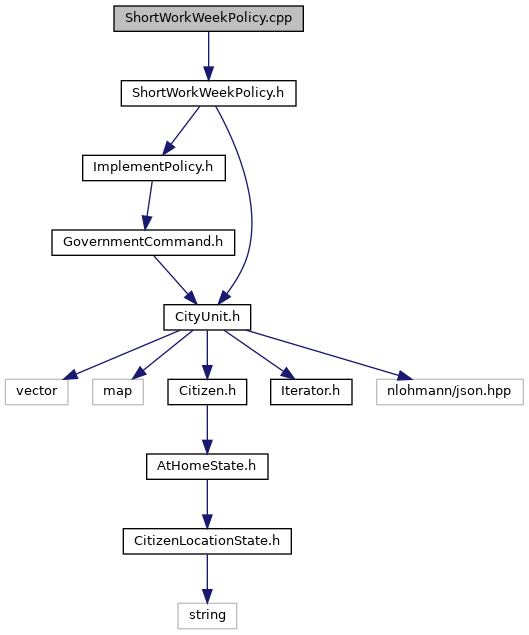 ShortWorkWeekPolicy.cpp
ShortWorkWeekPolicy.h
ImplementPolicy.h
GovernmentCommand.h
CityUnit.h
vector
map
Citizen.h
Iterator.h
nlohmann/json.hpp
AtHomeState.h
CitizenLocationState.h
string